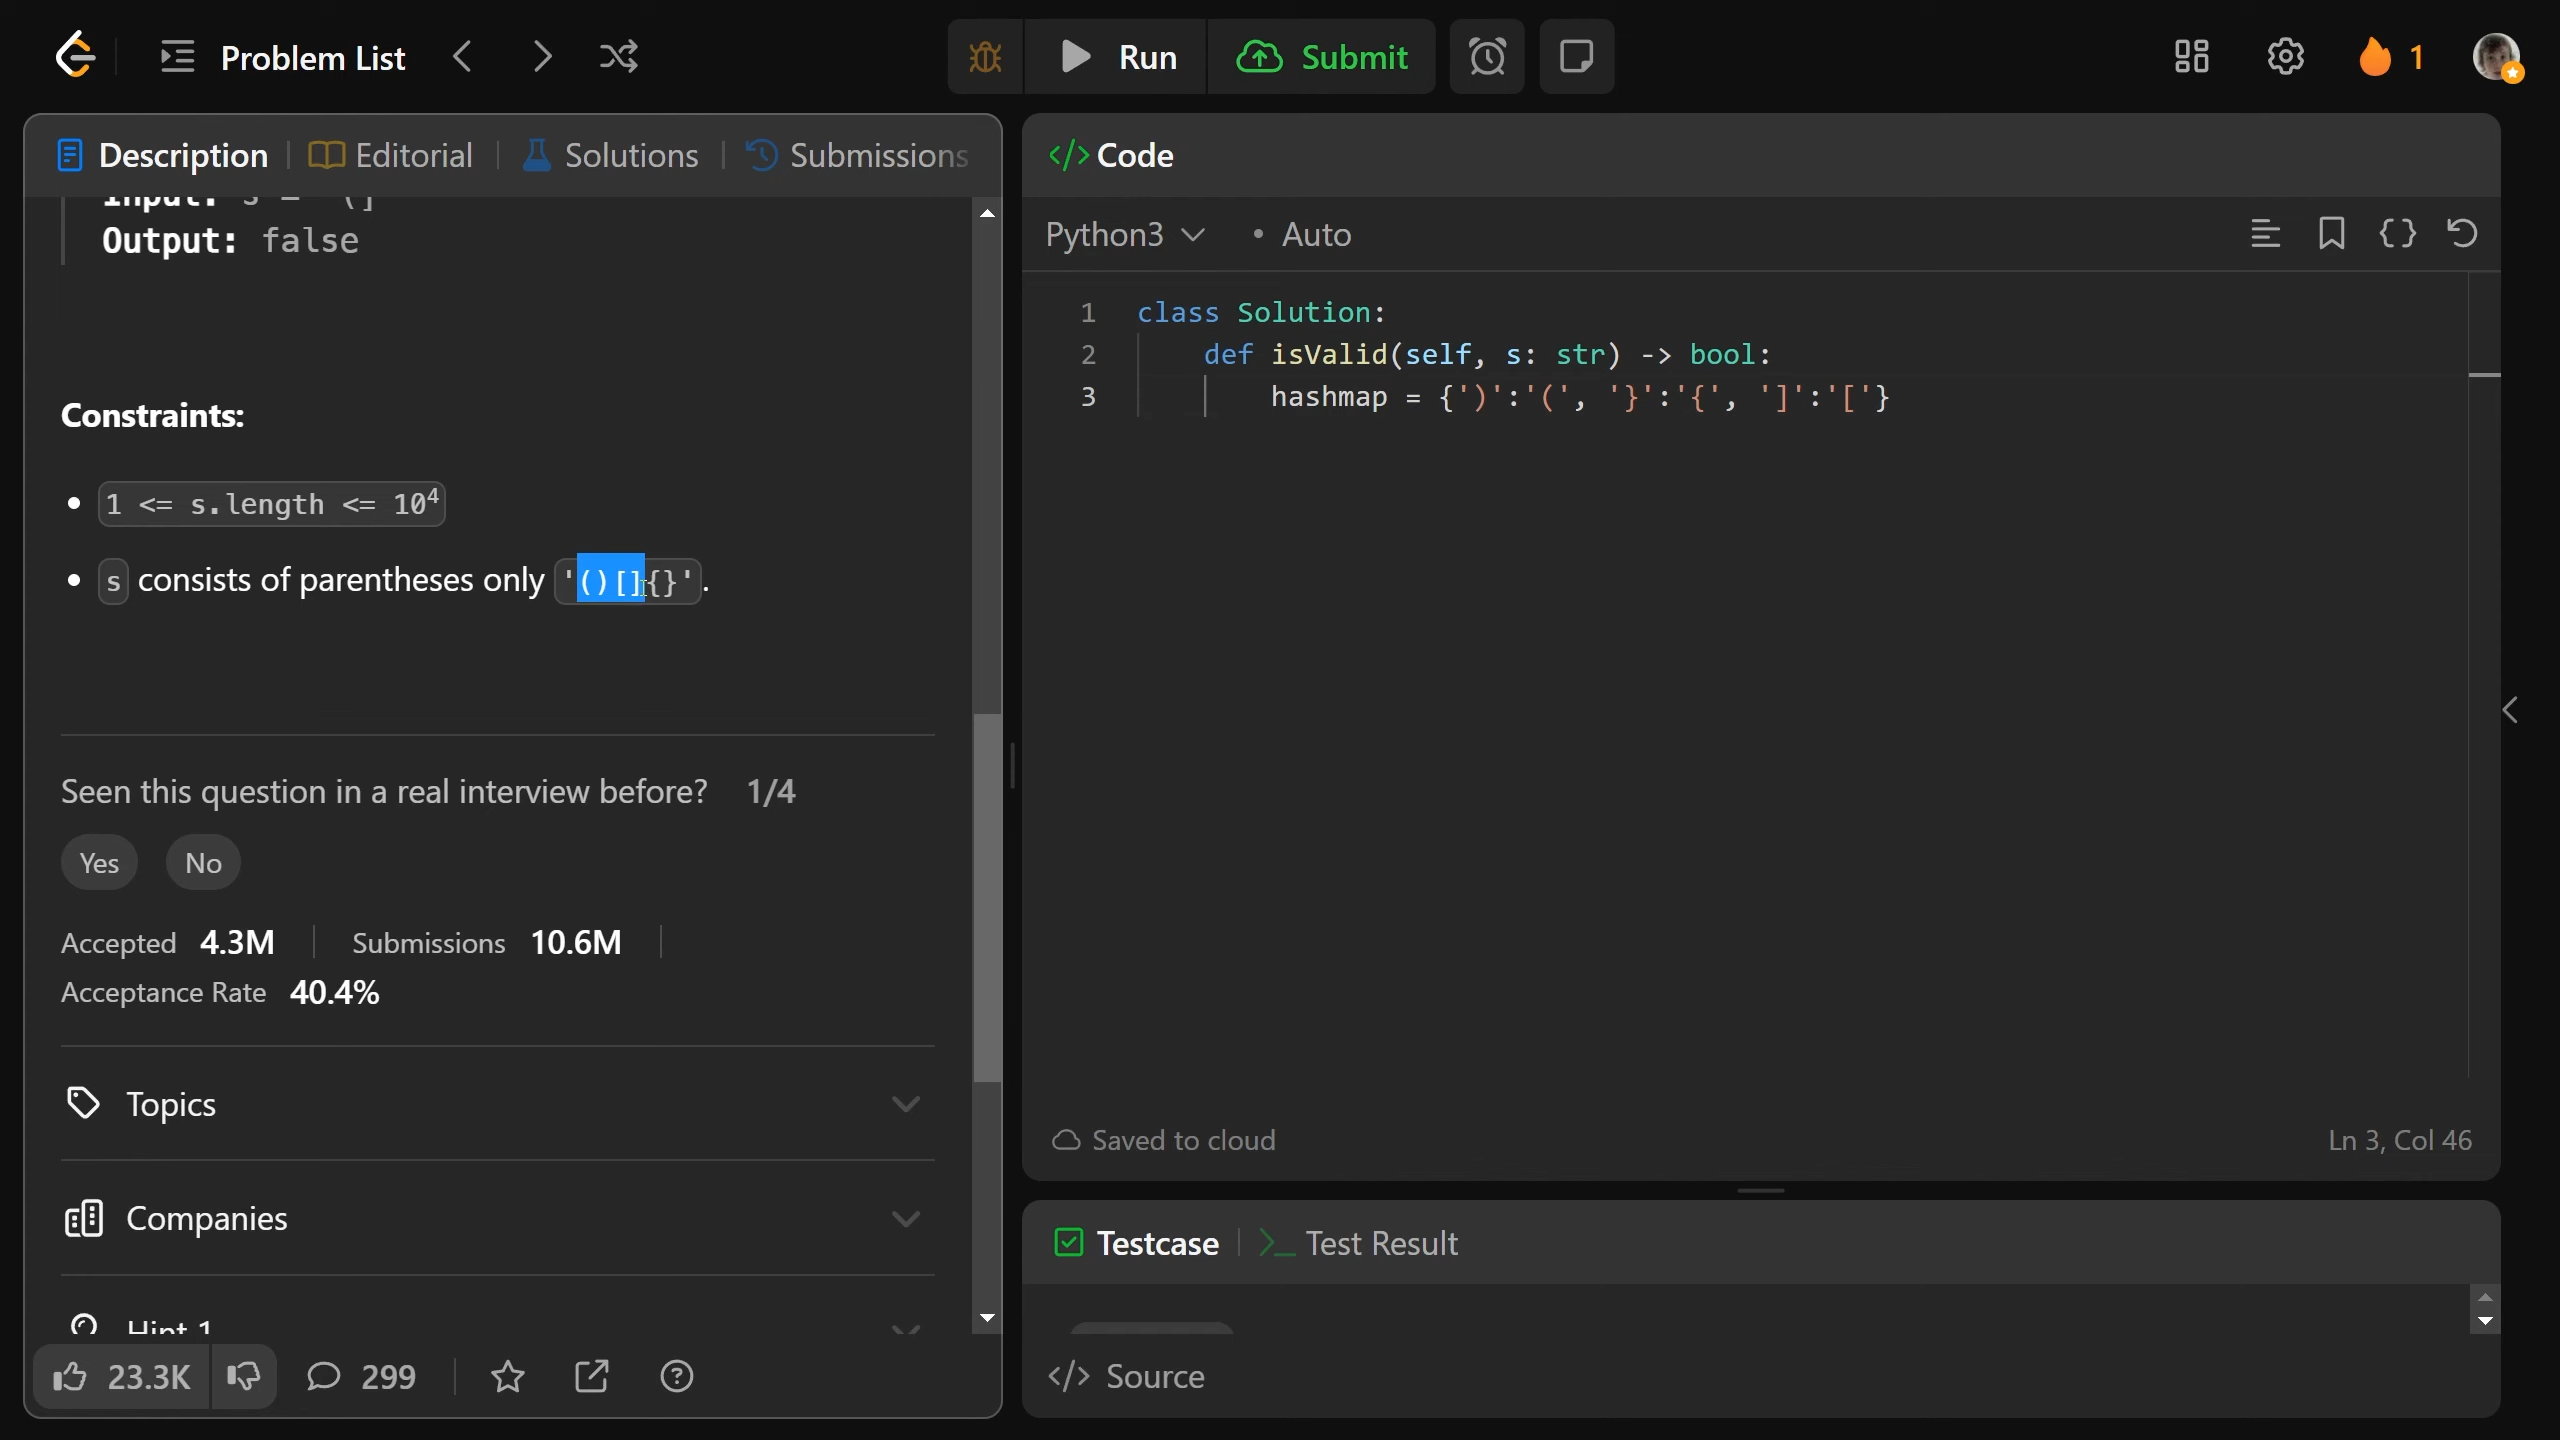 Problem List
Run
Submit
1
Description
Editorial
Solutions
Submissions
Input: s = "(]
Output: false
Constraints:
1 <= s.length <= 10⁴
s consists of parentheses only '()[]{}'.
Seen this question in a real interview before? 1/4
Yes No
Accepted 4.3M Submissions 10.6M
Acceptance Rate 40.4%
Topics
Companies
Hint 1
23.3K 299
</> Code
Python3 • Auto
1 class Solution:
2 def isValid(self, s: str) -> bool:
3 hashmap = {')':'(', '}':'{', ']':'['}
Saved to cloud
Ln 3, Col 46
Testcase
>_ Test Result
</> Source